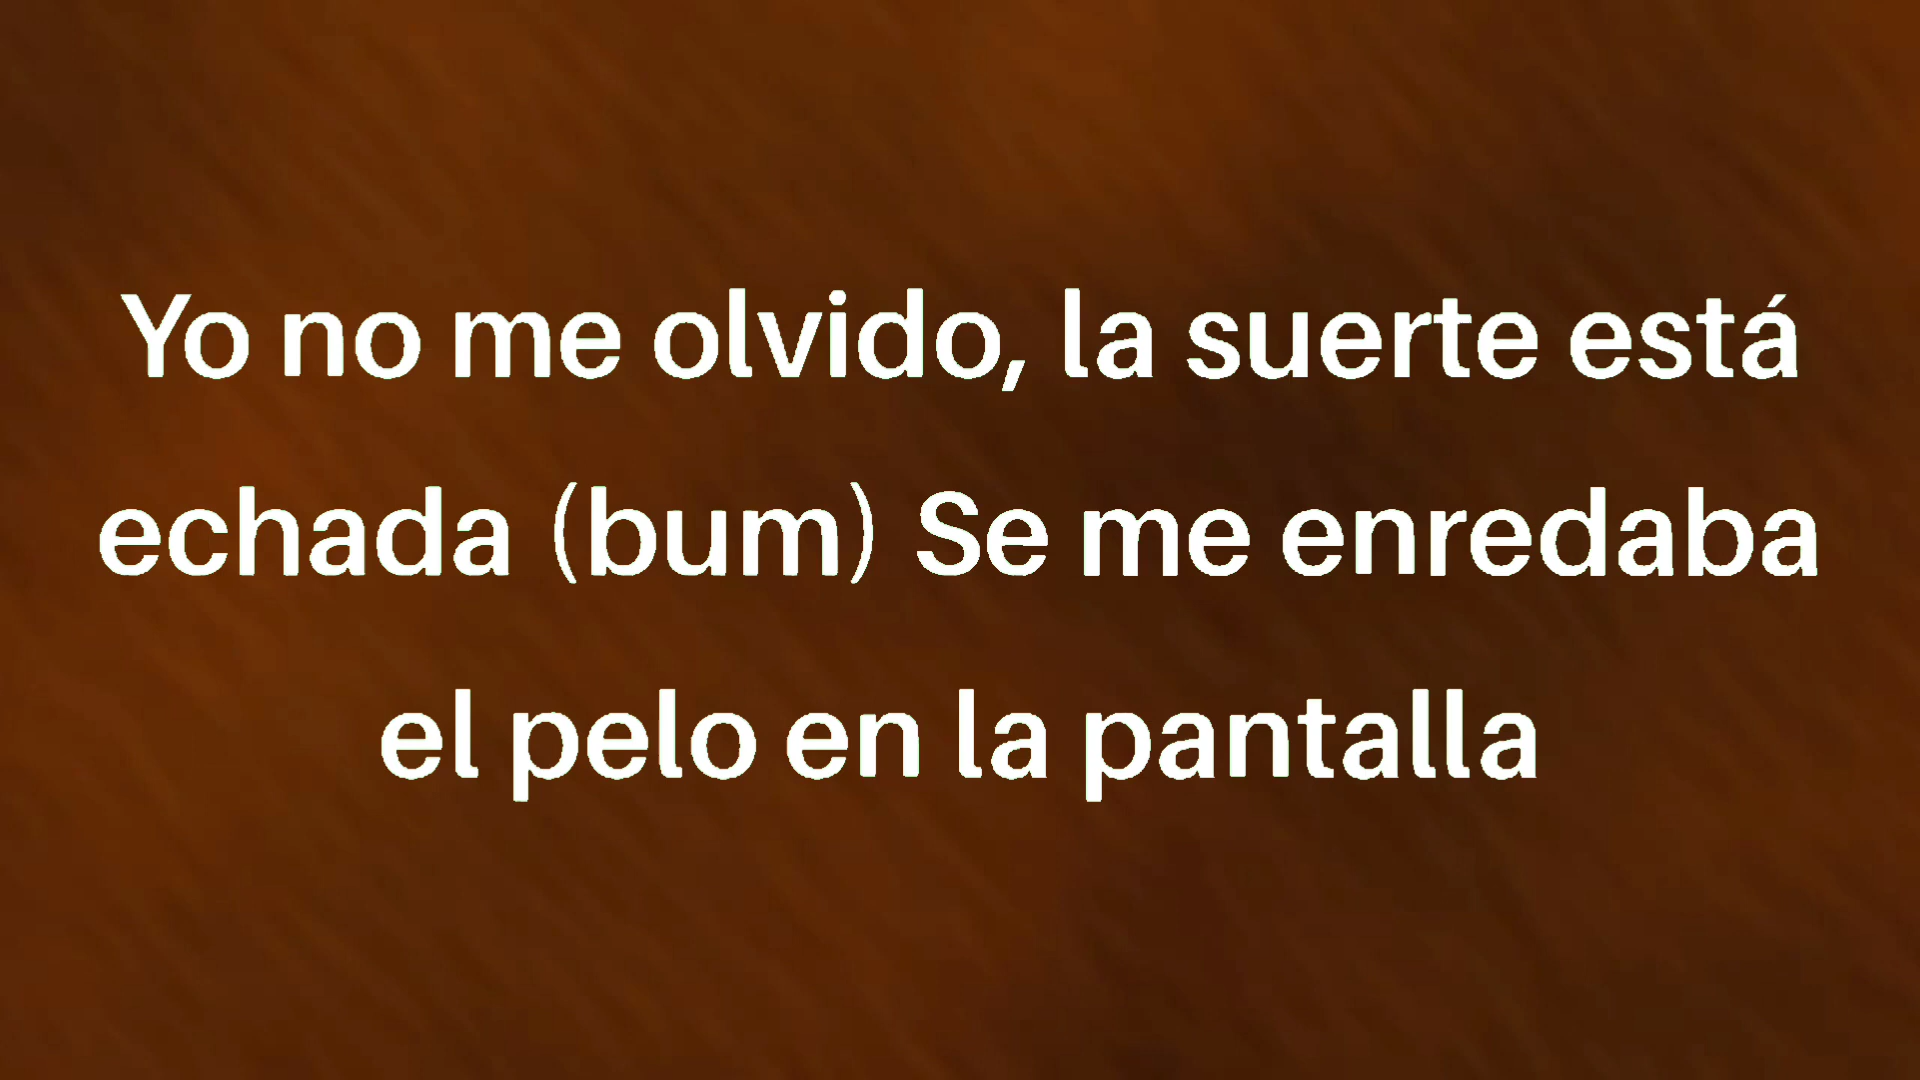 Yo no me olvido, la suerte está
echada (bum) Se me enredaba
el pelo en la pantalla